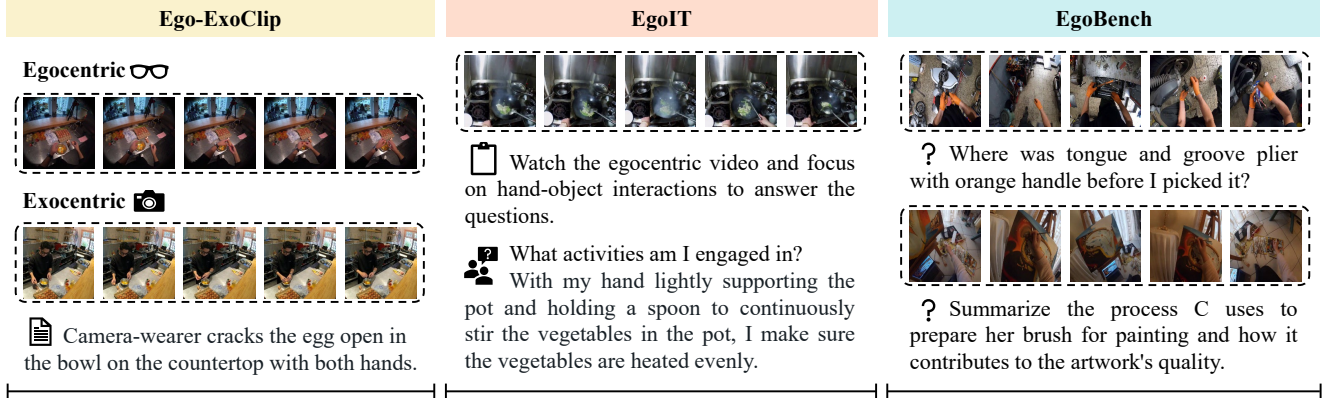 Ego-ExoClip
Egocentric
Exocentric
Camera-wearer cracks the egg open in
the bowl on the countertop with both hands.
EgoIT
Watch the egocentric video and focus
on hand-object interactions to answer the
questions.
What activities am I engaged in?
With my hand lightly supporting the
pot and holding a spoon to continuously
stir the vegetables in the pot, I make sure
the vegetables are heated evenly.
EgoBench
? Where was tongue and groove plier
with orange handle before I picked it?
? Summarize the process C uses to
prepare her brush for painting and how it
contributes to the artwork's quality.